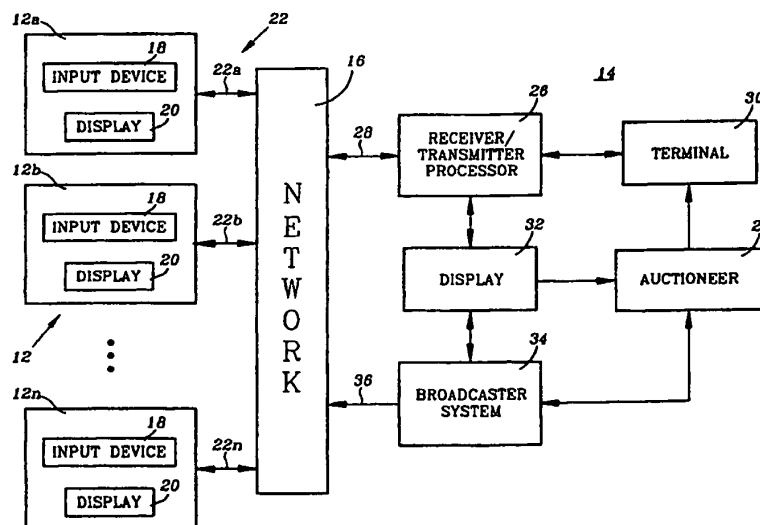 12a
18
INPUT DEVICE
20
DISPLAY
22a
22
16
NETWORK
12b
18
INPUT DEVICE
20
DISPLAY
22b
12
12n
18
INPUT DEVICE
20
DISPLAY
22n
14
28
26
RECEIVER/
TRANSMITTER
PROCESSOR
30
TERMINAL
32
DISPLAY
AUCTIONEER
34
36
BROADCASTER
SYSTEM